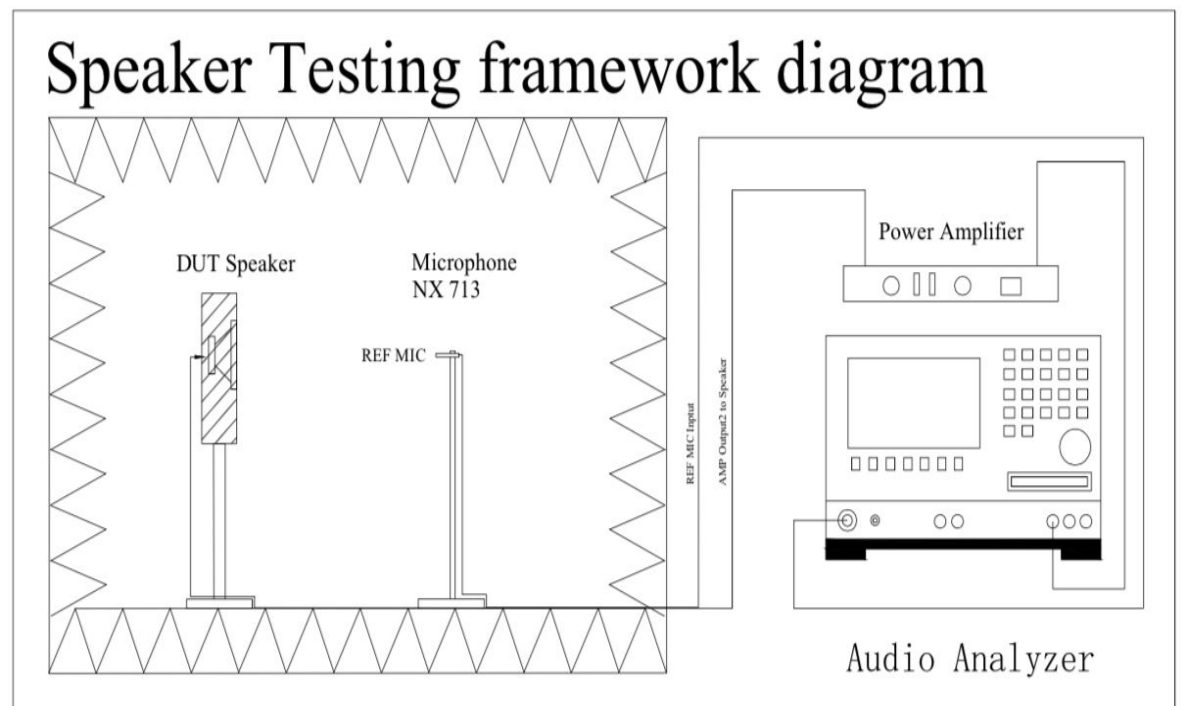 Speaker Testing framework diagram
DUT Speaker
Microphone
NX 713
REF MIC
REF MIC Inptut
AMP Output2 to Speaker
Power Amplifier
Audio Analyzer